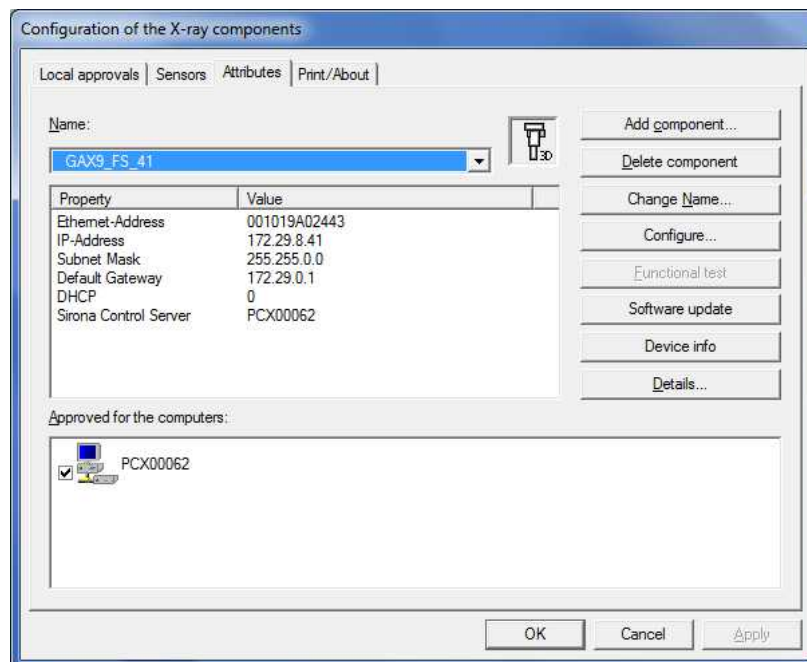 Configuration of the X-ray components
Local approvals Sensors Attributes Print/About
Name:
3D
GAX9_FS_41
Property Value
Ethernet-Address 001019A02443
IP-Address 172.29.8.41
Subnet Mask 255.255.0.0
Default Gateway 172.29.0.1
DHCP 0
Sirona Control Server PCX00062
Add component...
Delete component
Change Name...
Configure...
Functional test
Software update
Device info
Details...
Approved for the computers:
PCX00062
OK Cancel Apply